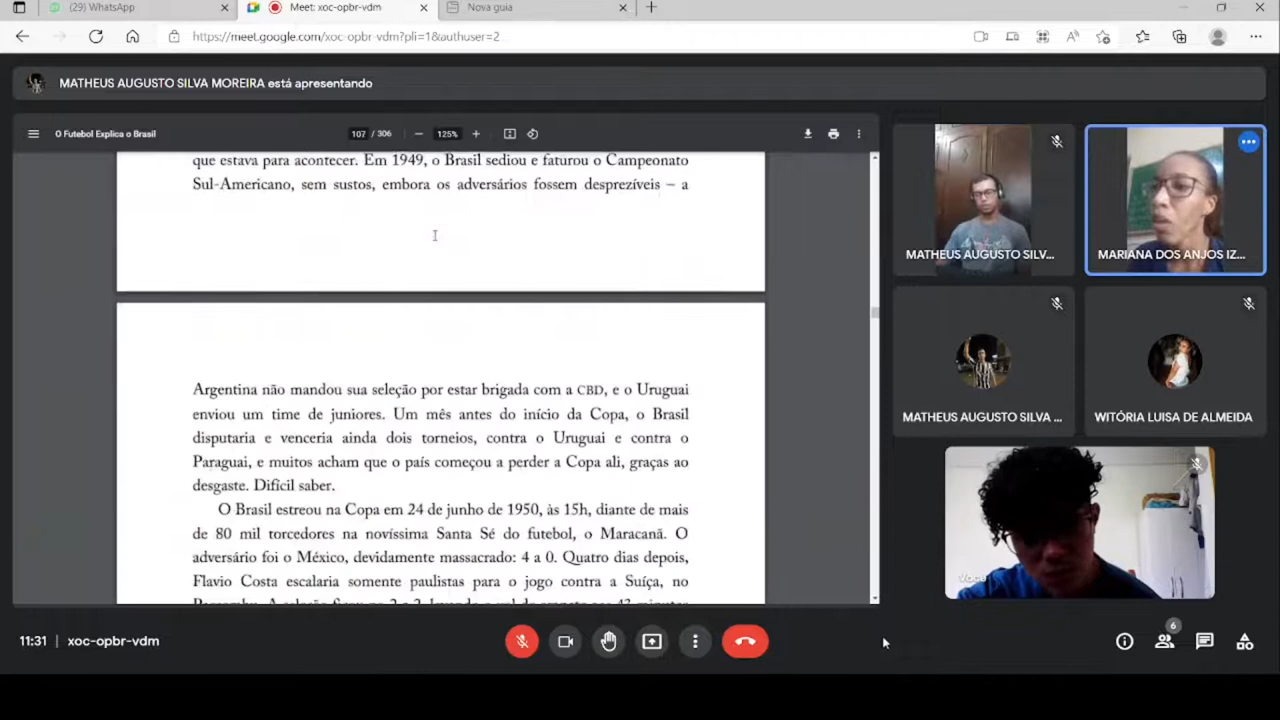 (29) WhatsApp
Meet: xoc-opbr-vdm
Nova guia
https://meet.google.com/xoc-opbr-vdm?pli=1&authuser=2
MATHEUS AUGUSTO SILVA MOREIRA está apresentando
O Futebol Explica o Brasil
107 / 306
125%
que estava para acontecer. Em 1949, o Brasil sediou e faturou o Campeonato
Sul-Americano, sem sustos, embora os adversários fossem desprezíveis – a
Argentina não mandou sua seleção por estar brigada com a CBD, e o Uruguai
enviou um time de juniores. Um mês antes do início da Copa, o Brasil
disputaria e venceria ainda dois torneios, contra o Uruguai e contra o
Paraguai, e muitos acham que o país começou a perder a Copa ali, graças ao
desgaste. Difícil saber.
O Brasil estreou na Copa em 24 de junho de 1950, às 15h, diante de mais
de 80 mil torcedores na novíssima Santa Sé do futebol, o Maracanã. O
adversário foi o México, devidamente massacrado: 4 a 0. Quatro dias depois,
Flavio Costa escalaria somente paulistas para o jogo contra a Suíça, no
MATHEUS AUGUSTO SILV...
MARIANA DOS ANJOS IZ...
MATHEUS AUGUSTO SILVA ...
WITÓRIA LUISA DE ALMEIDA
Você
11:31
xoc-opbr-vdm
6